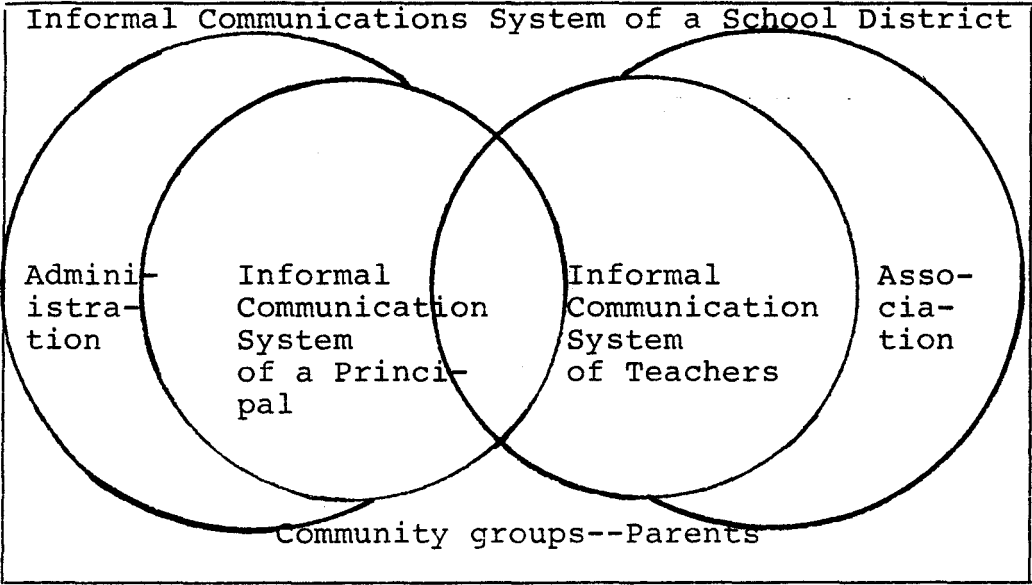 Informal Communications System of a School District
Admini-
istra-
tion
Informal
Communication
System
of a Princi-
pal
Informal
Communication
System
of Teachers
Asso-
cia-
tion
Community groups--Parents